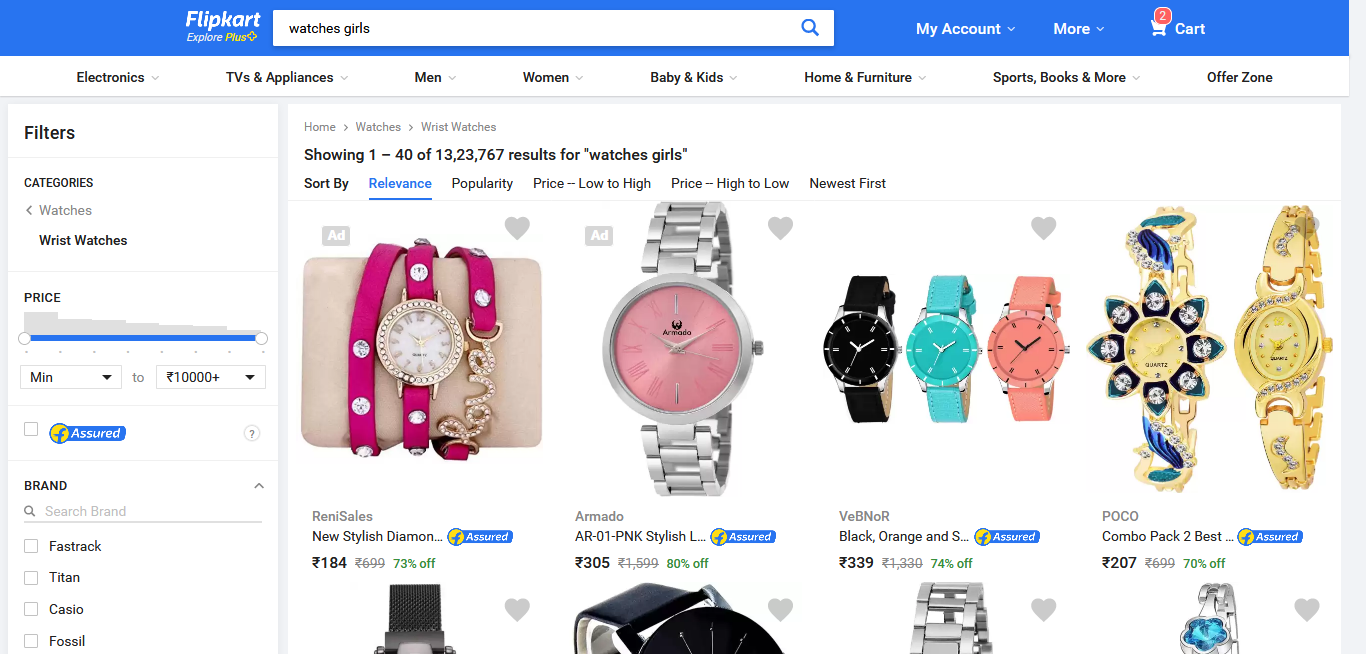 Flipkart
Explore Plus
watches girls
My Account
More
2
Cart
Electronics
TVs & Appliances
Men
Women
Baby & Kids
Home & Furniture
Sports, Books & More
Offer Zone
Filters
CATEGORIES
Watches
Wrist Watches
PRICE
Min
to
₹10000+
f Assured
?
BRAND
Search Brand
Fastrack
Titan
Casio
Fossil
Home > Watches > Wrist Watches
Showing 1 – 40 of 13,23,767 results for "watches girls"
Sort By Relevance Popularity Price -- Low to High Price -- High to Low Newest First
Ad
ReniSales
New Stylish Diamon... f Assured
₹184 ₹699 73% off
Ad
Armado
Armado
AR-01-PNK Stylish L... f Assured
₹305 ₹1,599 80% off
VeBNoR
Black, Orange and S... f Assured
₹339 ₹1,330 74% off
QUARTZ
QUARTZ
POCO
Combo Pack 2 Best ... f Assured
₹207 ₹699 70% off